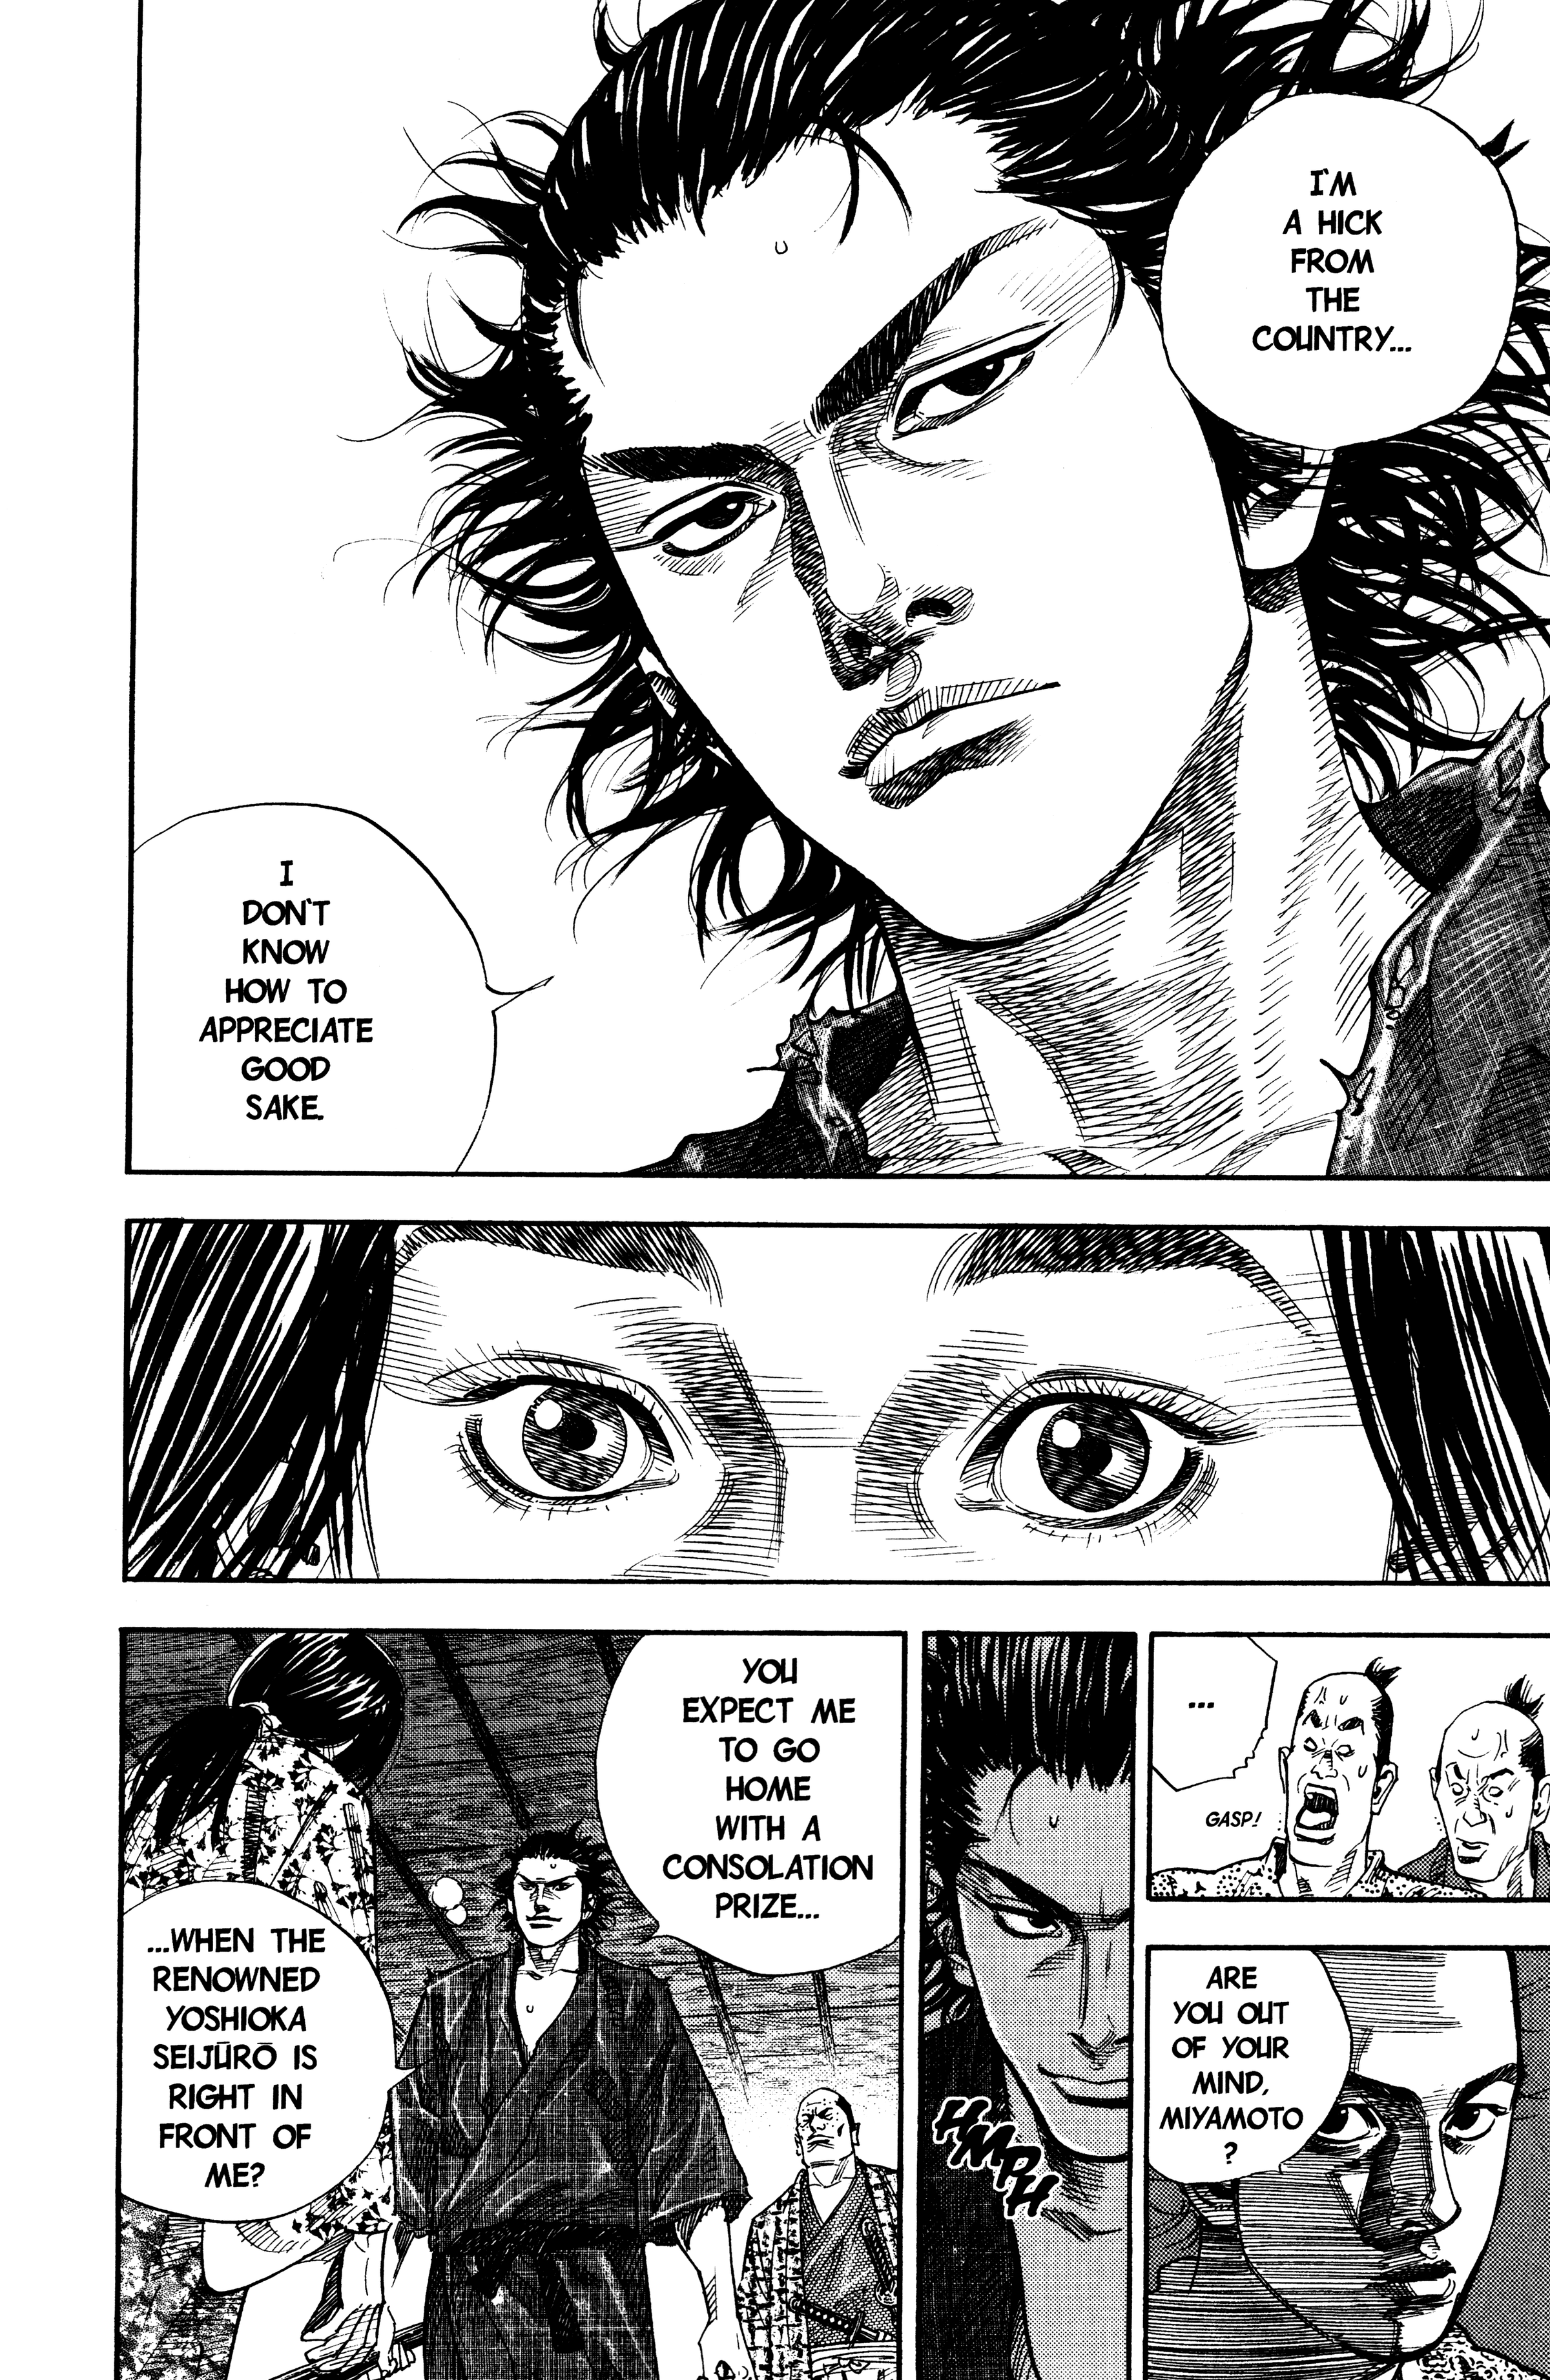 I'M
A HICK
FROM
THE
COUNTRY...
I
DON'T
KNOW
HOW TO
APPRECIATE
GOOD
SAKE.
...
GASP!
ARE
YOU OUT
OF YOUR
MIND,
MIYAMOTO
?
HMPH
YOU
EXPECT ME
TO GO
HOME
WITH A
CONSOLATION
PRIZE...
...WHEN THE
RENOWNED
YOSHIOKA
SEIJŪRŌ IS
RIGHT IN
FRONT OF
ME?